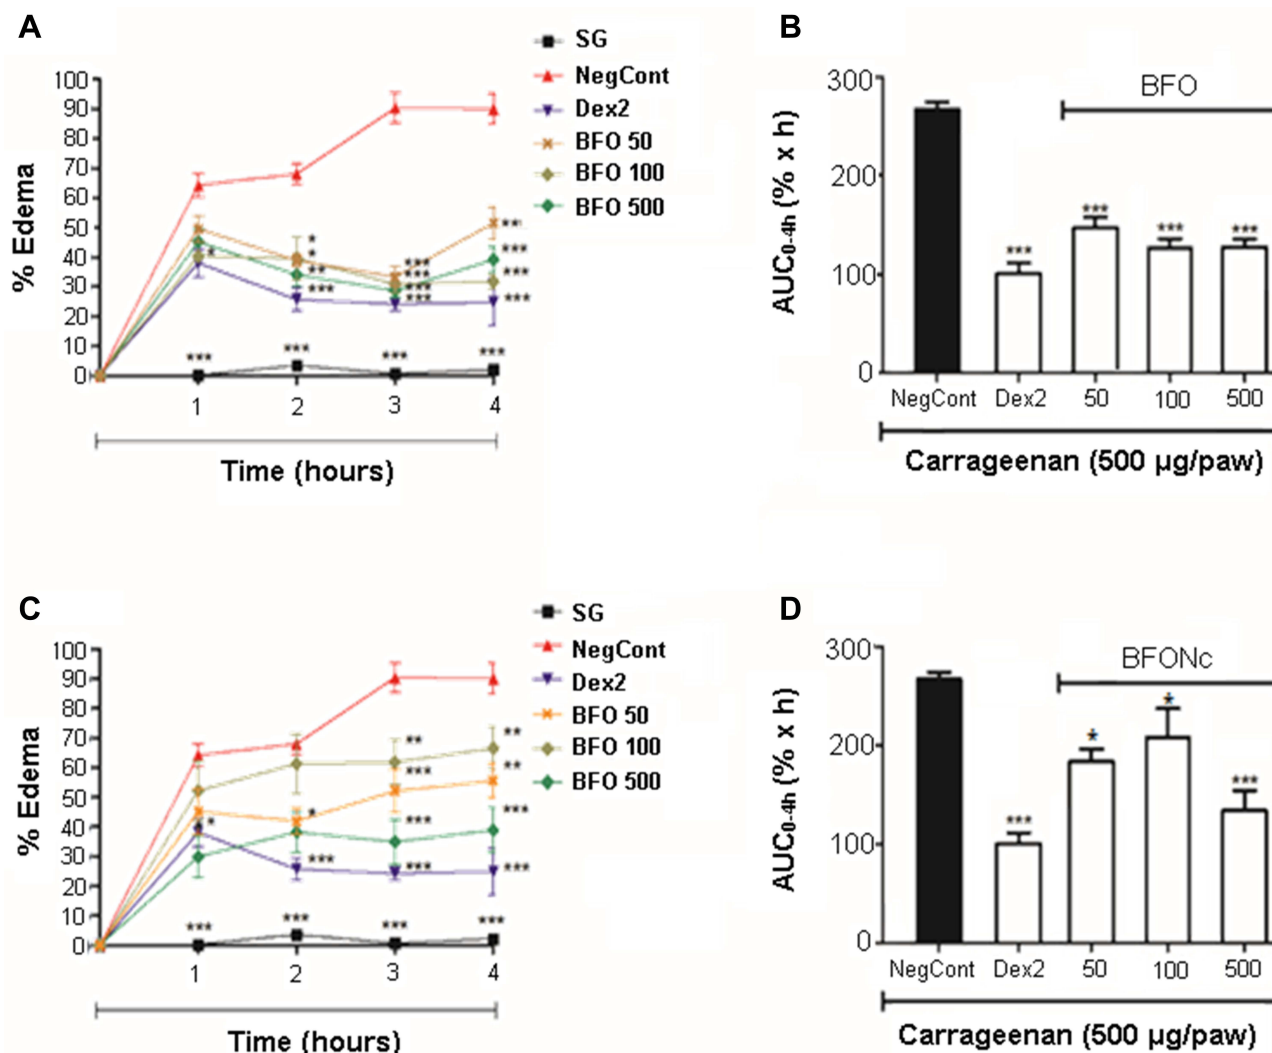 A
SG
NegCont
Dex2
BFO 50
BFO 100
BFO 500
% Edema
100
90
80
70
60
50
40
30
20
10
0
* *
*
*
**
***
***
***
***
***
**
***
***
***
***
***
***
***
1 2 3 4
Time (hours)
B
BFO
AUC0-4h (% x h)
300
200
100
0
*** *** *** ***
NegCont Dex2 50 100 500
Carrageenan (500 µg/paw)
C
SG
NegCont
Dex2
BFO 50
BFO 100
BFO 500
% Edema
100
90
80
70
60
50
40
30
20
10
0
**
**
***
**
*
***
***
* *
***
***
***
*** *** *** ***
1 2 3 4
Time (hours)
D
BFONc
AUC0-4h (% x h)
300
200
100
0
*** * * ***
NegCont Dex2 50 100 500
Carrageenan (500 µg/paw)